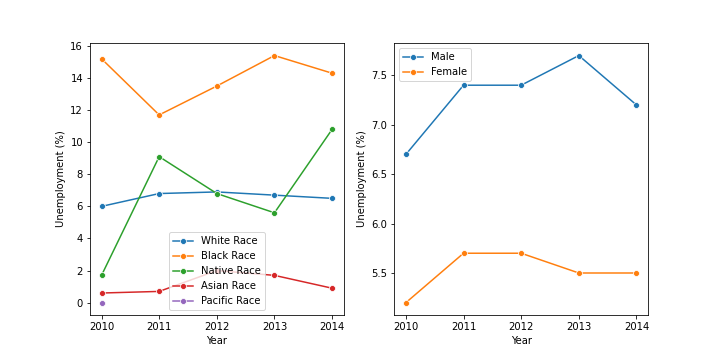 16
14
12
10
8
6
4
2
0
Unemployment (%)
2010 2011 2012 2013 2014
Year
White Race
Black Race
Native Race
Asian Race
Pacific Race
7.5
7.0
6.5
6.0
5.5
Unemployment (%)
2010 2011 2012 2013 2014
Year
Male
Female